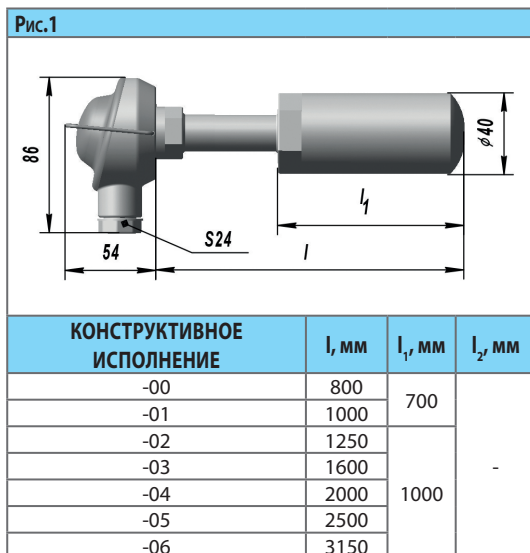 Рис.1
86
54
S24
l₁
l
⌀40
КОНСТРУКТИВНОЕ ИСПОЛНЕНИЕ l, мм l₁, мм l₂, мм
-00 800 700 -
-01 1000
-02 1250 1000
-03 1600
-04 2000
-05 2500
-06 3150